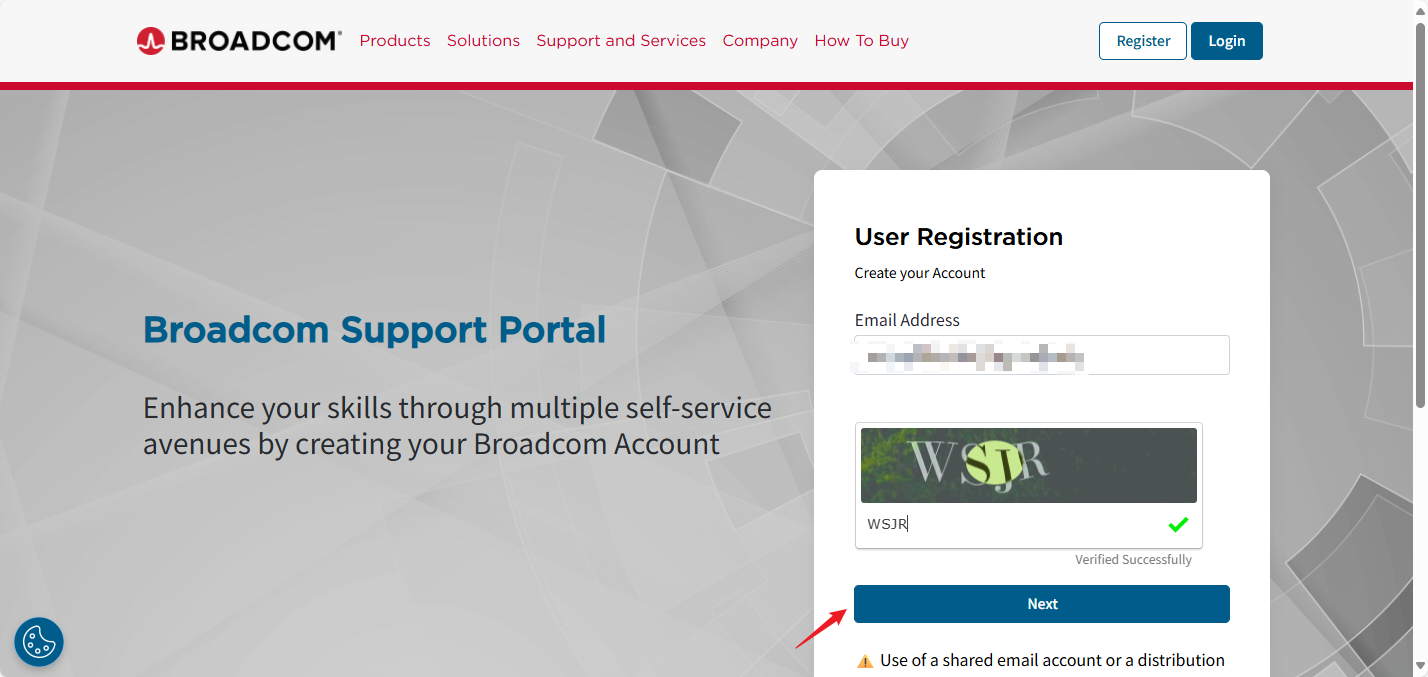 BROADCOM® Products Solutions Support and Services Company How To Buy Register Login
Broadcom Support Portal
Enhance your skills through multiple self-service
avenues by creating your Broadcom Account
User Registration
Create your Account
Email Address
WSJR
WSJR
Verified Successfully
Next
Use of a shared email account or a distribution